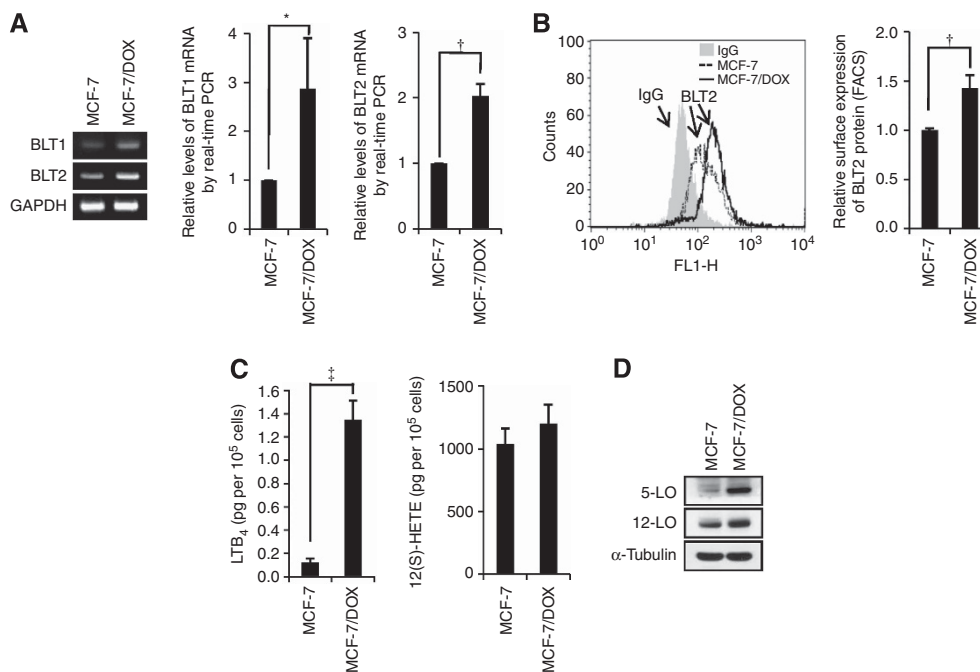 A
MCF-7
MCF-7/DOX
BLT1
BLT2
GAPDH
Relative levels of BLT1 mRNA
by real-time PCR
4
3
2
1
0
*
MCF-7
MCF-7/DOX
Relative levels of BLT2 mRNA
by real-time PCR
3
2
1
0
†
MCF-7
MCF-7/DOX
B
Counts
100
80
60
40
20
0
IgG
MCF-7
MCF-7/DOX
IgG
BLT2
10⁰
10¹
10²
10³
10⁴
FL1-H
Relative surface expression
of BLT2 protein (FACS)
2.0
1.5
1.0
0.5
0.0
†
MCF-7
MCF-7/DOX
C
LTB₄ (pg per 10⁵ cells)
1.6
1.4
1.2
1.0
0.8
0.6
0.4
0.2
0.0
‡
MCF-7
MCF-7/DOX
12(S)-HETE (pg per 10⁵ cells)
1500
1000
500
0
MCF-7
MCF-7/DOX
D
MCF-7
MCF-7/DOX
5-LO
12-LO
α-Tubulin